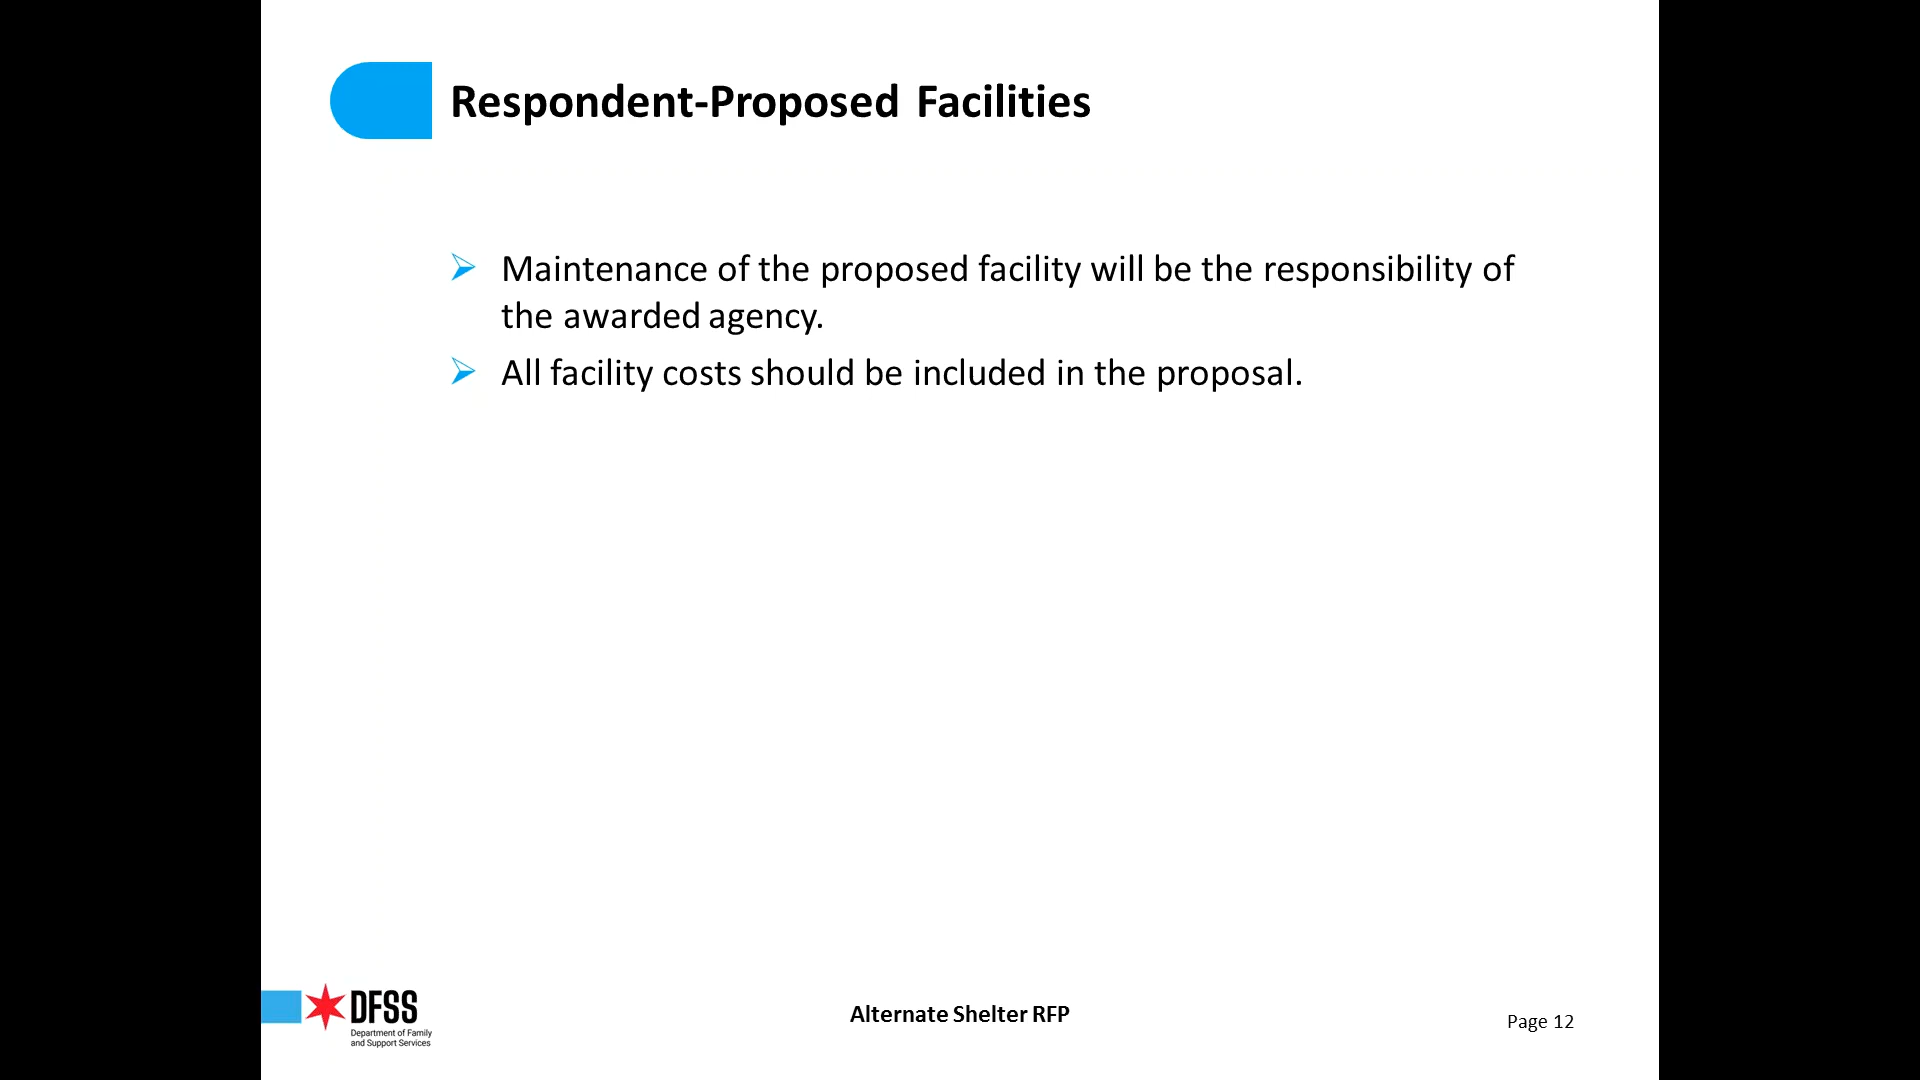 Respondent-Proposed Facilities
Maintenance of the proposed facility will be the responsibility of
the awarded agency.
All facility costs should be included in the proposal.
DFSS
Department of Family
and Support Services
Alternate Shelter RFP
Page 12